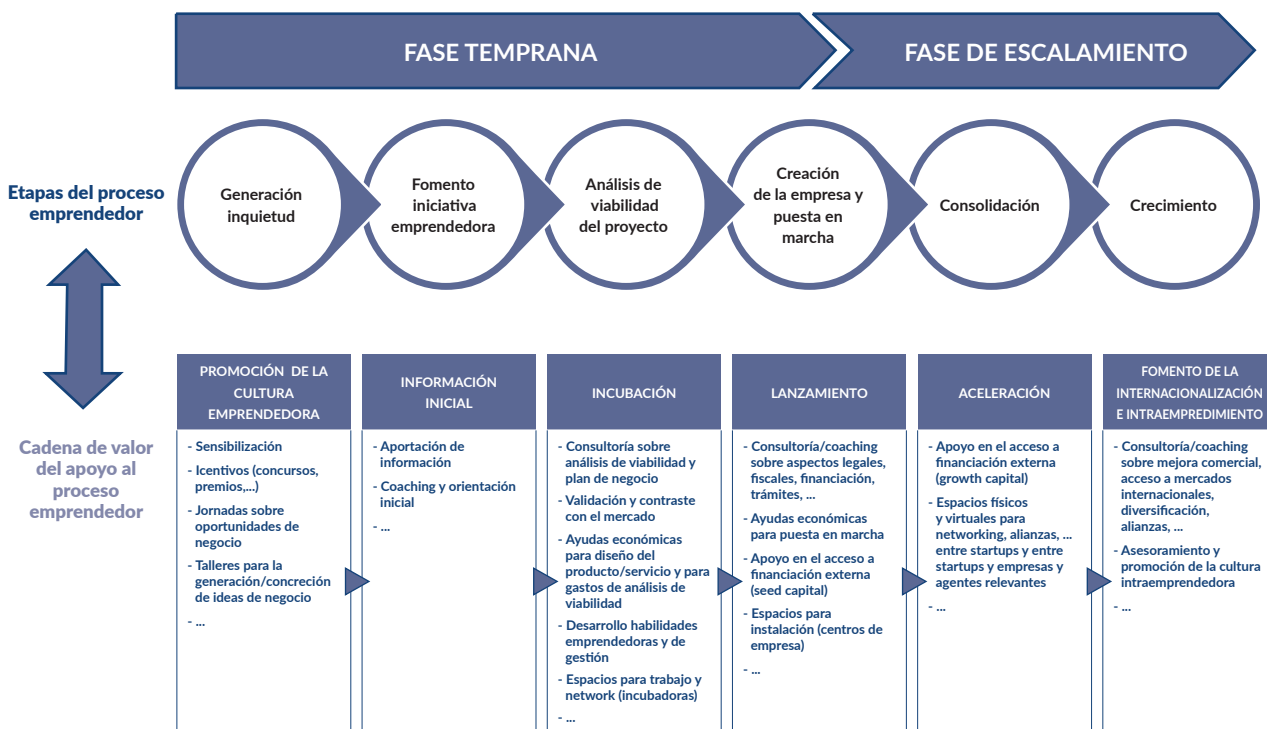 FASE TEMPRANA
FASE DE ESCALAMIENTO
Etapas del proceso
emprendedor
Generación
inquietud
Fomento
iniciativa
emprendedora
Análisis de
viabilidad
del proyecto
Creación
de la empresa y
puesta en
marcha
Consolidación
Crecimiento
Cadena de valor
del apoyo al
proceso
emprendedor
PROMOCIÓN DE LA
CULTURA
EMPRENDEDORA
- Sensibilización
- Icentivos (concursos,
premios,...)
- Jornadas sobre
oportunidades de
negocio
- Talleres para la
generación/concreción
de ideas de negocio
- ...
INFORMACIÓN
INICIAL
- Aportación de
información
- Coaching y orientación
inicial
- ...
INCUBACIÓN
- Consultoría sobre
análisis de viabilidad y
plan de negocio
- Validación y contraste
con el mercado
- Ayudas económicas
para diseño del
producto/servicio y para
gastos de análisis de
viabilidad
- Desarrollo habilidades
emprendedoras y de
gestión
- Espacios para trabajo y
network (incubadoras)
- ...
LANZAMIENTO
- Consultoría/coaching
sobre aspectos legales,
fiscales, financiación,
trámites, ...
- Ayudas económicas
para puesta en marcha
- Apoyo en el acceso a
financiación externa
(seed capital)
- Espacios para
instalación (centros de
empresa)
- ...
ACELERACIÓN
- Apoyo en el acceso a
financiación externa
(growth capital)
- Espacios físicos
y virtuales para
networking, alianzas, ...
entre startups y entre
startups y empresas y
agentes relevantes
- ...
FOMENTO DE LA
INTERNACIONALIZACIÓN
E INTRAEMPREDIMIENTO
- Consultoría/coaching
sobre mejora comercial,
acceso a mercados
internacionales,
diversificación,
alianzas, ...
- Asesoramiento y
promoción de la cultura
intraemprendedora
- ...